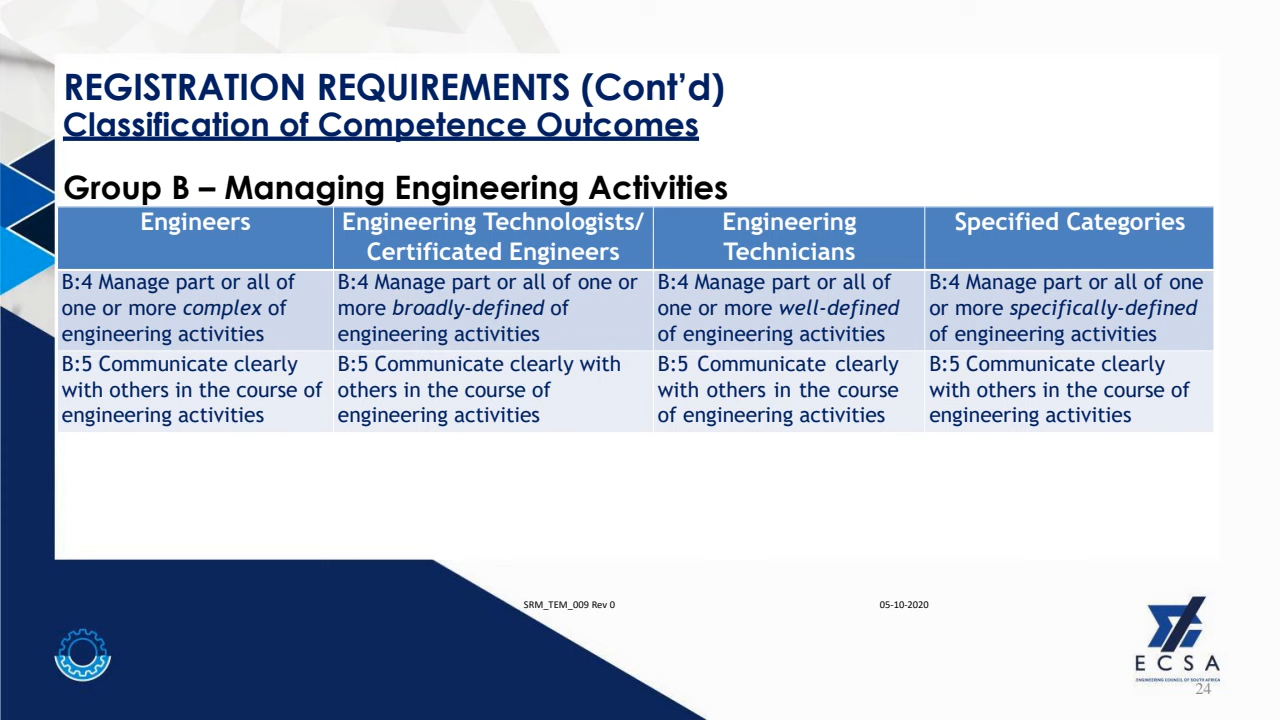 REGISTRATION REQUIREMENTS (Cont’d)
Classification of Competence Outcomes
Group B – Managing Engineering Activities
Engineers
Engineering Technologists/
Certificated Engineers
Engineering
Technicians
Specified Categories
B:4 Manage part or all of
one or more complex of
engineering activities
B:4 Manage part or all of one or
more broadly-defined of
engineering activities
B:4 Manage part or all of
one or more well-defined
of engineering activities
B:4 Manage part or all of one
or more specifically-defined
of engineering activities
B:5 Communicate clearly
with others in the course of
engineering activities
B:5 Communicate clearly with
others in the course of
engineering activities
B:5 Communicate clearly
with others in the course
of engineering activities
B:5 Communicate clearly
with others in the course of
engineering activities
SRM_TEM_009 Rev 0
05-10-2020
ECSA
ENGINEERING COUNCIL OF SOUTH AFRICA
24